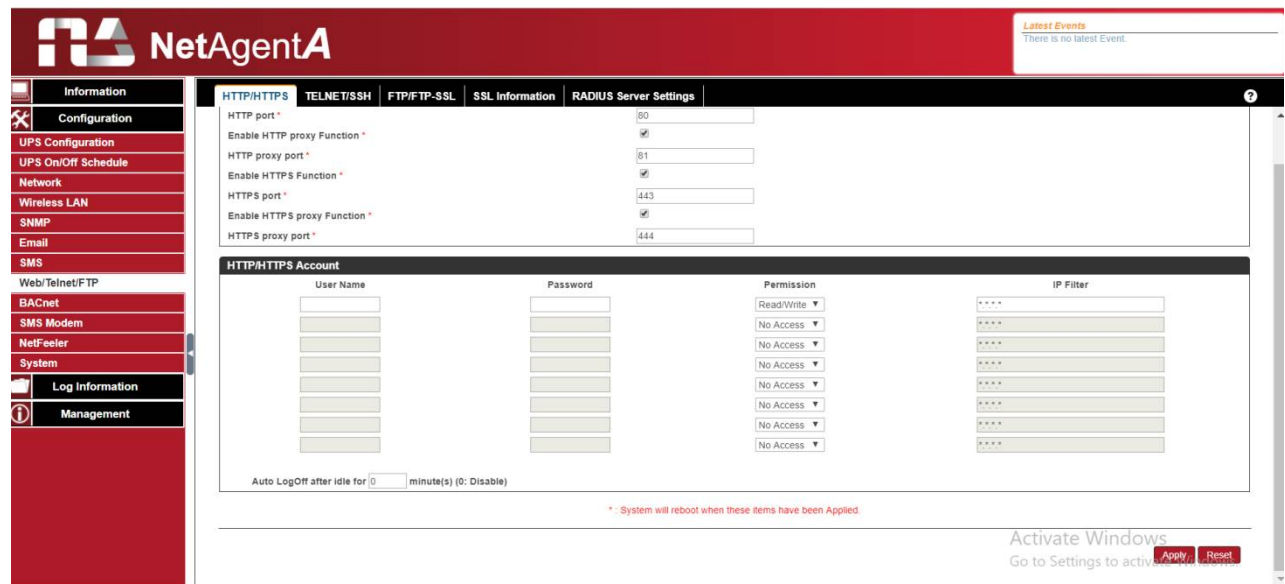 NetAgentA
Latest Events
There is no latest Event.
Information
Configuration
UPS Configuration
UPS On/Off Schedule
Network
Wireless LAN
SNMP
Email
SMS
Web/Telnet/FTP
BACnet
SMS Modem
NetFeeler
System
Log Information
Management
HTTP/HTTPS TELNET/SSH FTP/FTP-SSL SSL Information RADIUS Server Settings ?
HTTP port * 80
Enable HTTP proxy Function *
HTTP proxy port * 81
Enable HTTPS Function *
HTTPS port * 443
Enable HTTPS proxy Function *
HTTPS proxy port * 444
HTTP/HTTPS Account
User Name Password Permission IP Filter
Read/Write *.*.*.*
No Access *.*.*.*
No Access *.*.*.*
No Access *.*.*.*
No Access *.*.*.*
No Access *.*.*.*
No Access *.*.*.*
No Access *.*.*.*
Auto LogOff after idle for 0 minute(s) (0: Disable)
* : System will reboot when these items have been Applied.
Activate Windows
Go to Settings to activate Windows.
Apply Reset